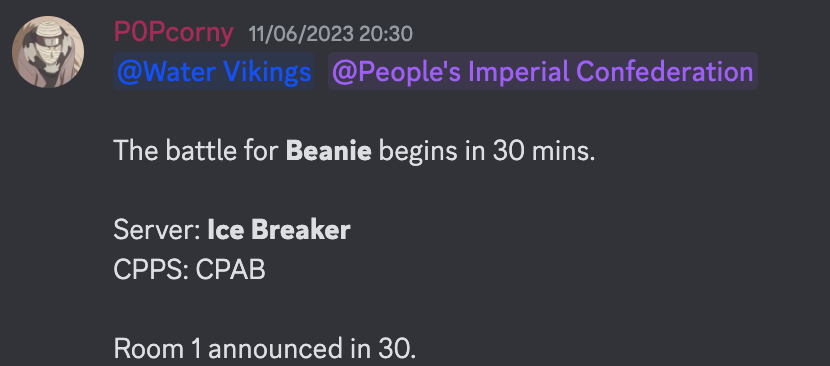 P0Pcorny 11/06/2023 20:30
@Water Vikings @People's Imperial Confederation
The battle for Beanie begins in 30 mins.
Server: Ice Breaker
CPPS: CPAB
Room 1 announced in 30.